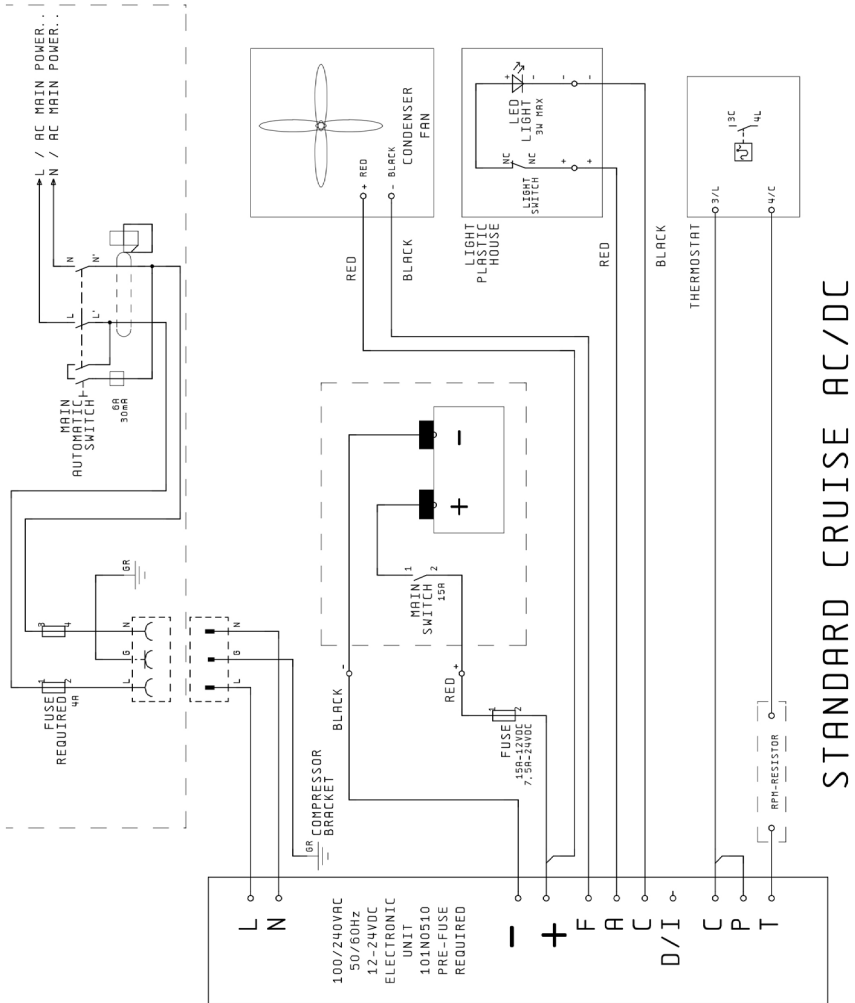 L / AC MAIN POWER..
N / AC MAIN POWER..
N
N'
L
L'
MAIN
AUTOMATIC
SWITCH
6A
30mA
GR
3
4
N
G
L
1
2
FUSE
REQUIRED
4A
N
G
L
GR
COMPRESSOR
BRACKET
CONDENSER
FAN
+ RED
- BLACK
RED
BLACK
LED
LIGHT
3W MAX
+
-
-
-
NC
NC
LIGHT
SWITCH
+
+
LIGHT
PLASTIC
HOUSE
RED
BLACK
3C
4L
3/L
4/C
THERMOSTAT
-
+
1
2
MAIN
SWITCH
15A
-
+
BLACK
RED
1
2
FUSE
15A-12VDC
7.5A-24VDC
RPM-RESISTOR
L
N
100/240VAC
50/60Hz
12-24VDC
ELECTRONIC
UNIT
101N0510
PRE-FUSE
REQUIRED
-
+
F
A
C
D/I
C
P
T
STANDARD CRUISE AC/DC